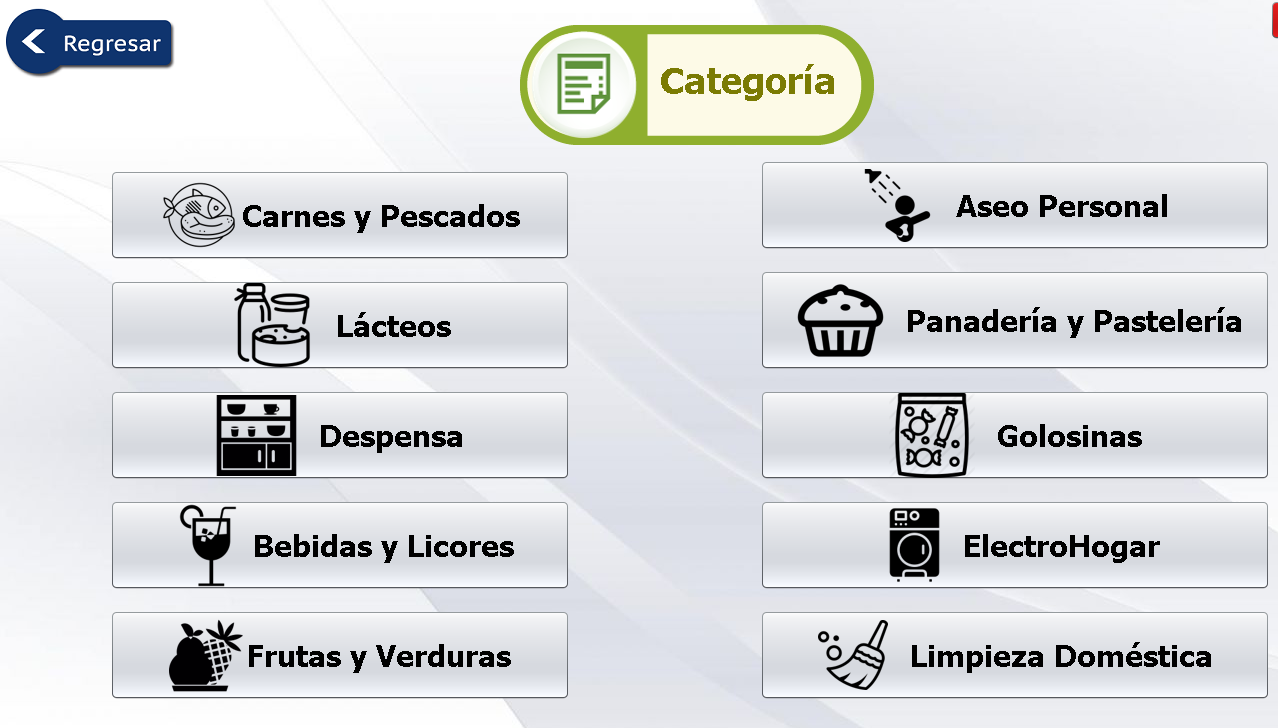 Regresar
Categoría
Carnes y Pescados
Lácteos
Despensa
Bebidas y Licores
Frutas y Verduras
Aseo Personal
Panadería y Pastelería
Golosinas
ElectroHogar
Limpieza Doméstica